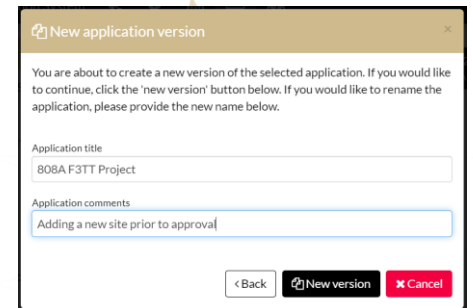 New application version
×
You are about to create a new version of the selected application. If you would like
to continue, click the 'new version' button below. If you would like to rename the
application, please provide the new name below.
Application title
808A F3TT Project
Application comments
Adding a new site prior to approval
<Back New version × Cancel